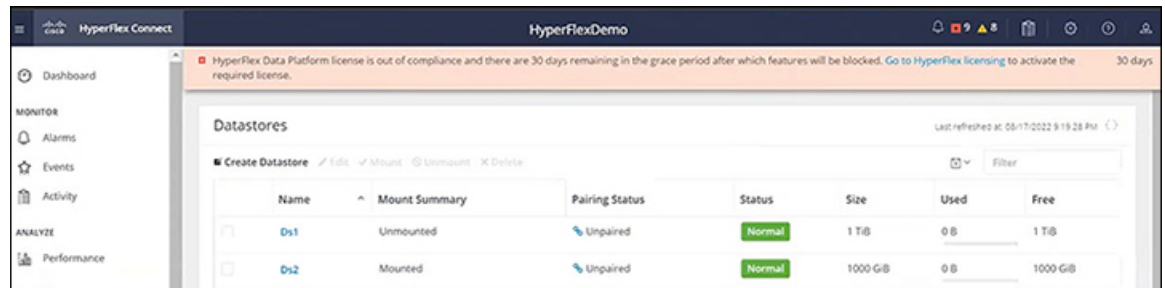 CISCO HyperFlex Connect HyperFlexDemo 9 8
HyperFlex Data Platform license is out of compliance and there are 30 days remaining in the grace period after which features will be blocked. Go to HyperFlex licensing to activate the 30 days
required license.
Dashboard
MONITOR
Alarms
Events
Activity
ANALYZE
Performance
Datastores Last refreshed at: 08/17/2022 9:19:28 PM
Create Datastore Edit Mount Unmount Delete Filter
Name Mount Summary Pairing Status Status Size Used Free
Ds1 Unmounted Unpaired Normal 1 TiB 0 B 1 TiB
Ds2 Mounted Unpaired Normal 1000 GiB 0 B 1000 GiB